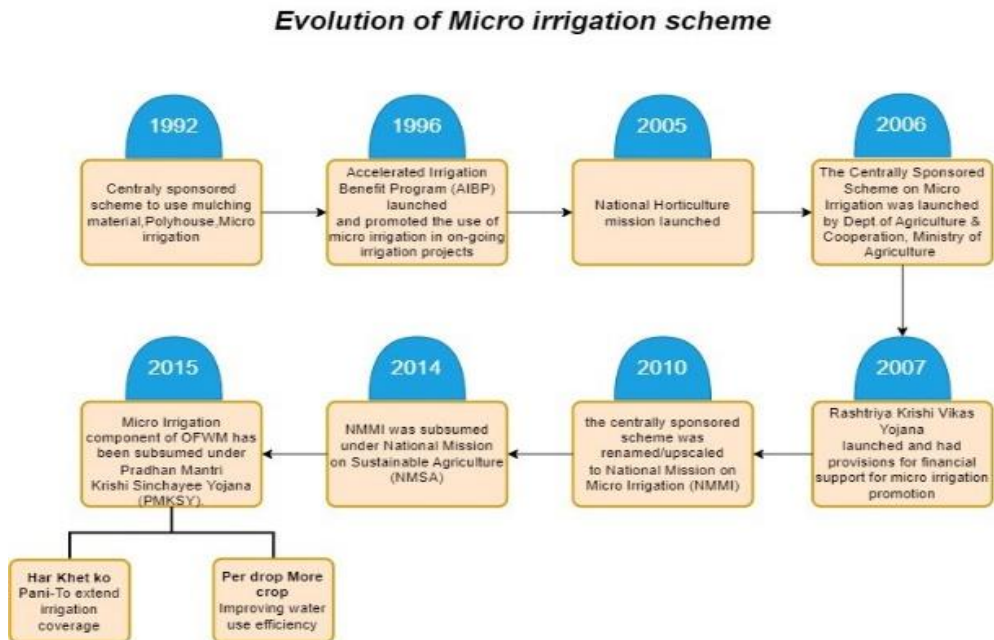 Evolution of Micro irrigation scheme
1992
Centraly sponsored
scheme to use mulching
material,Polyhouse,Micro
irrigation
1996
Accelerated Irrigation
Benefit Program (AIBP)
launched
and promoted the use of
micro irrigation in on-going
irrigation projects
2005
National Horticulture
mission launched
2006
The Centrally Sponsored
Scheme on Micro
Irrigation was launched
by Dept.of Agriculture &
Cooperation, Ministry of
Agriculture
2007
Rashtriya Krishi Vikas
Yojana
launched and had
provisions for financial
support for micro irrigation
promotion
2010
the centrally sponsored
scheme was
renamed/upscaled
to National Mission on
Micro Irrigation (NMMI)
2014
NMMI was subsumed
under National Mission
on Sustainable Agriculture
(NMSA)
2015
Micro Irrigation
component of OFWM has
been subsumed under
Pradhan Mantri
Krishi Sinchayee Yojana
(PMKSY).
Har Khet ko
Pani-To extend
irrigation
coverage
Per drop More
crop
Improving water
use efficiency